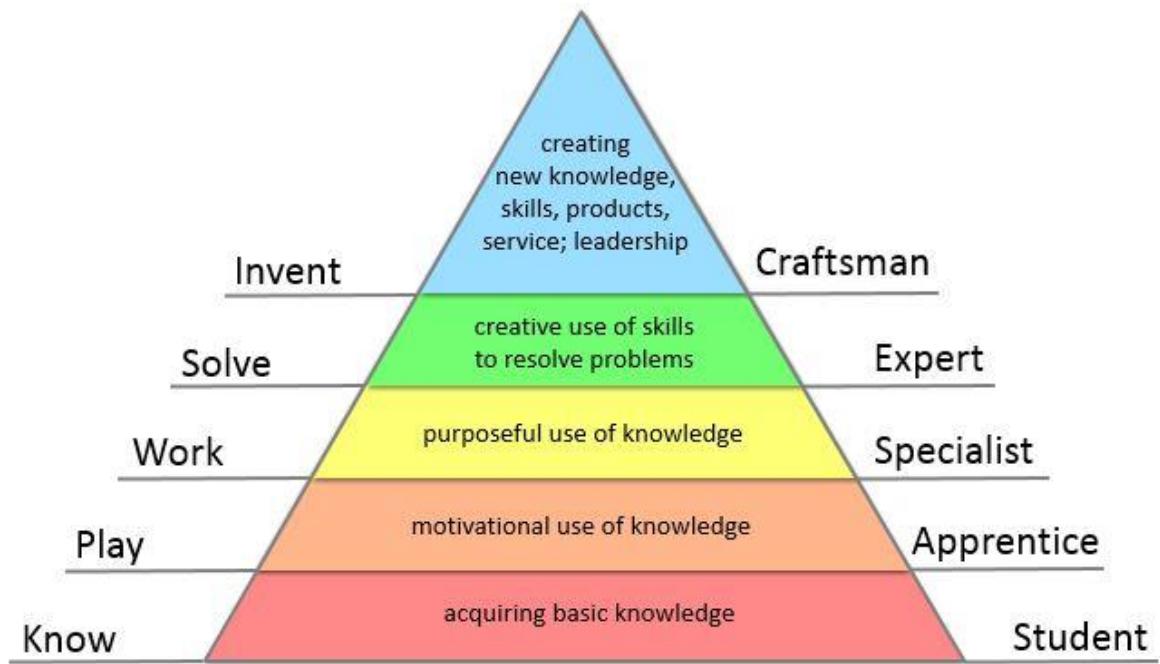 creating
new knowledge,
skills, products,
service; leadership
Invent
Craftsman
creative use of skills
to resolve problems
Solve
Expert
purposeful use of knowledge
Work
Specialist
motivational use of knowledge
Play
Apprentice
acquiring basic knowledge
Know
Student